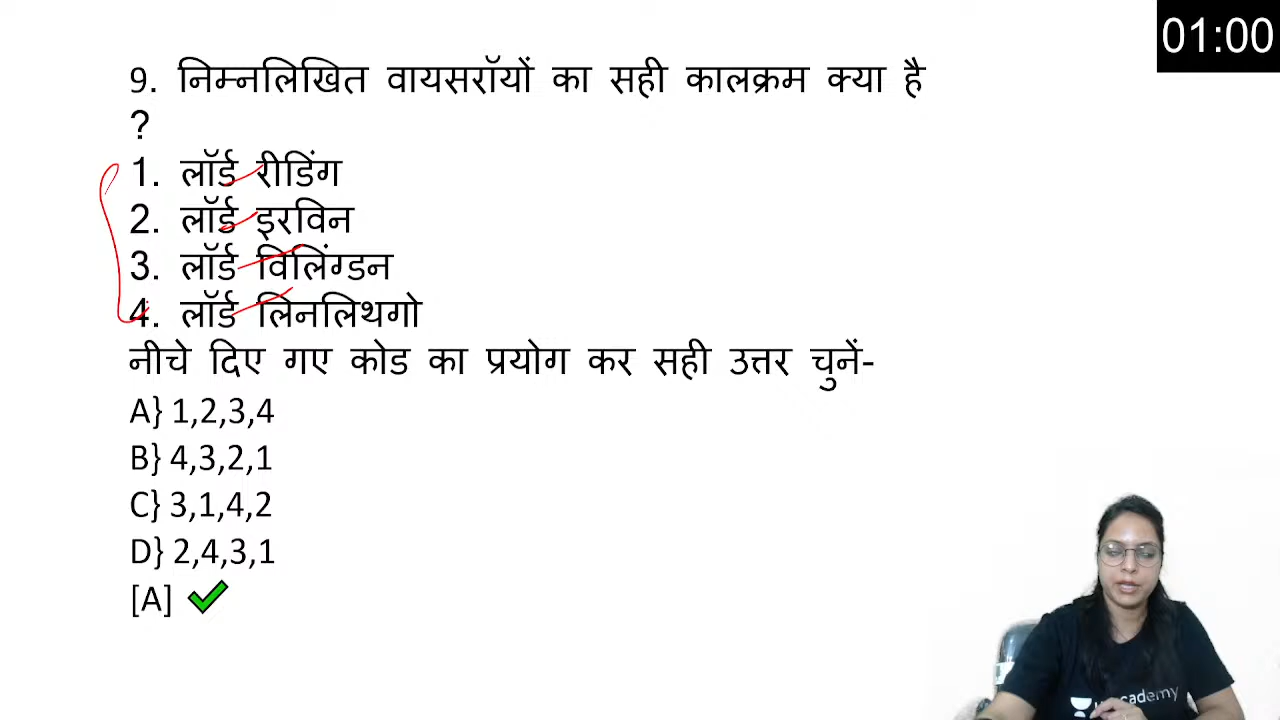 01:00
9. निम्नलिखित वायसरॉयों का सही कालक्रम क्या है
?
1. लॉर्ड रीडिंग
2. लॉर्ड इरविन
3. लॉर्ड विलिंग्डन
4. लॉर्ड लिनलिथगो
नीचे दिए गए कोड का प्रयोग कर सही उत्तर चुनें-
A} 1,2,3,4
B} 4,3,2,1
C} 3,1,4,2
D} 2,4,3,1
[A]